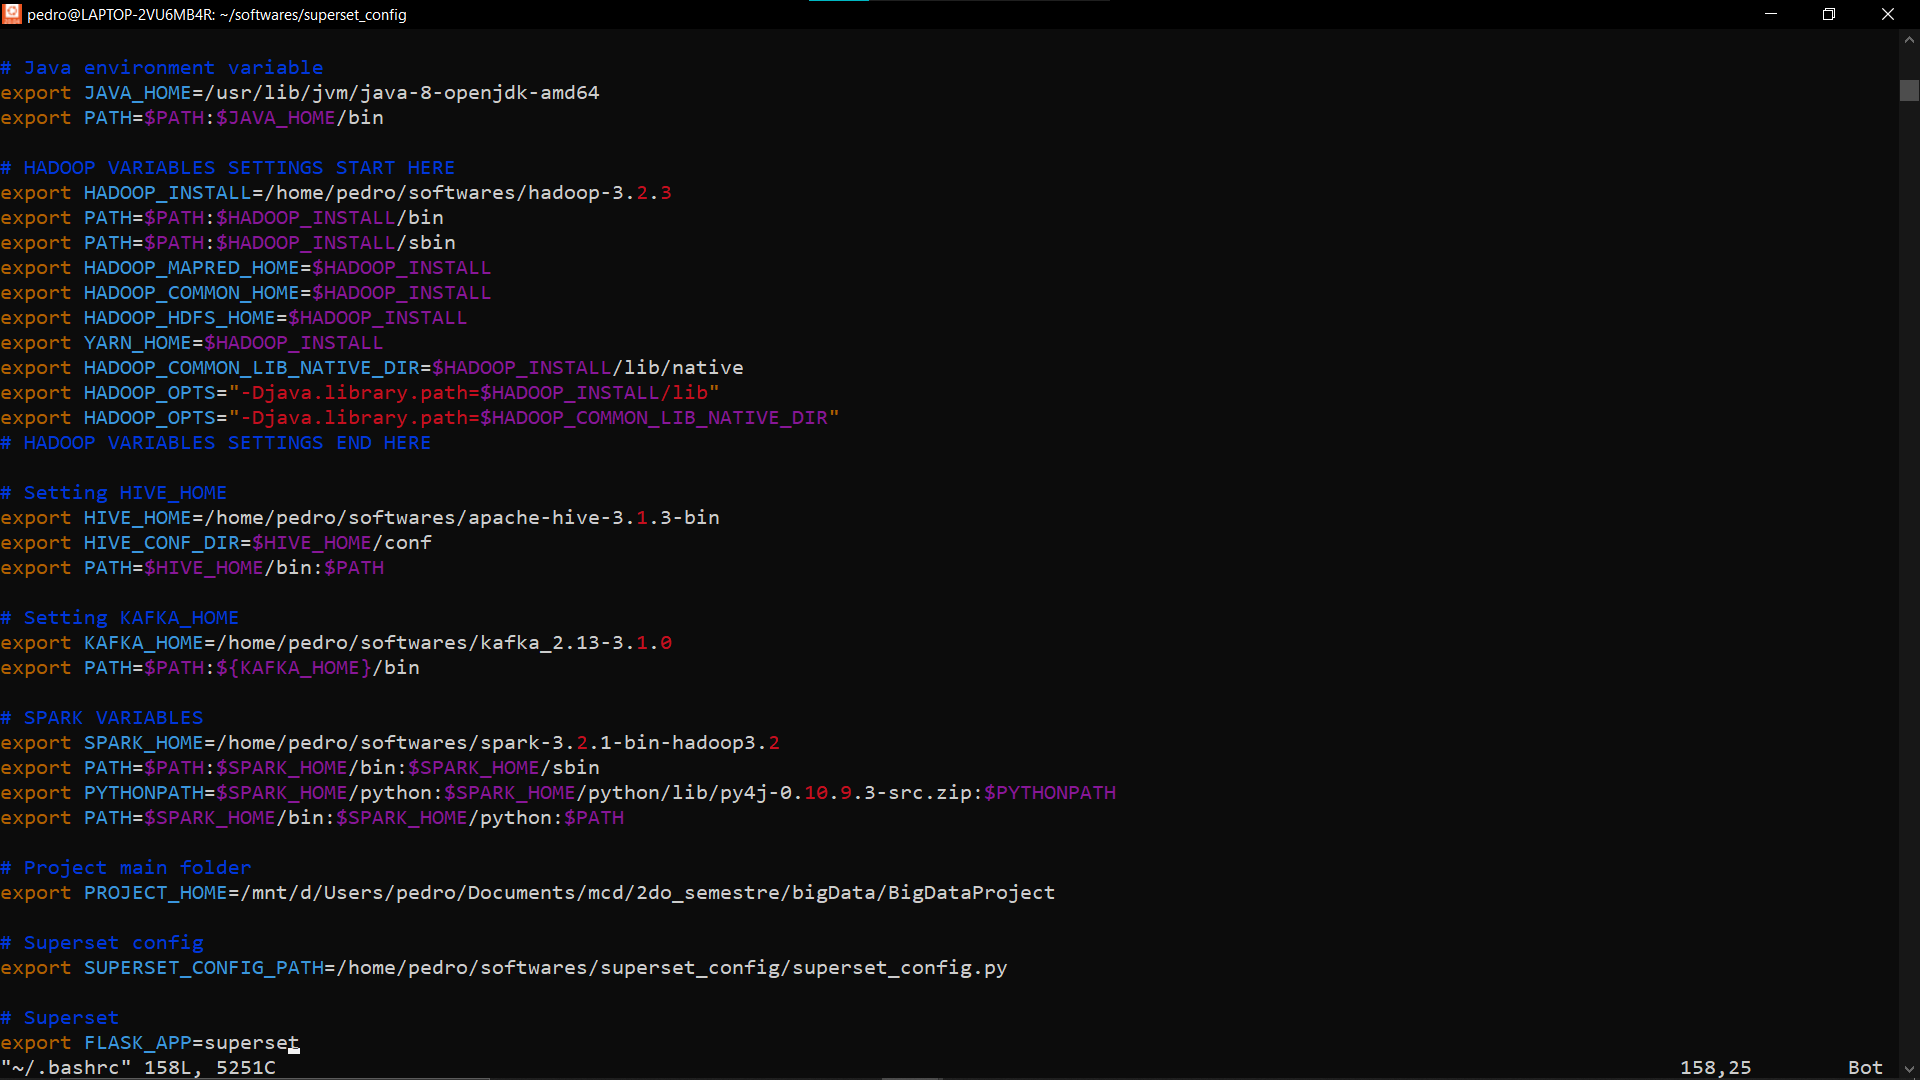 pedro@LAPTOP-2VU6MB4R: ~/softwares/superset_config
# Java environment variable
export JAVA_HOME=/usr/lib/jvm/java-8-openjdk-amd64
export PATH=$PATH:$JAVA_HOME/bin
# HADOOP VARIABLES SETTINGS START HERE
export HADOOP_INSTALL=/home/pedro/softwares/hadoop-3.2.3
export PATH=$PATH:$HADOOP_INSTALL/bin
export PATH=$PATH:$HADOOP_INSTALL/sbin
export HADOOP_MAPRED_HOME=$HADOOP_INSTALL
export HADOOP_COMMON_HOME=$HADOOP_INSTALL
export HADOOP_HDFS_HOME=$HADOOP_INSTALL
export YARN_HOME=$HADOOP_INSTALL
export HADOOP_COMMON_LIB_NATIVE_DIR=$HADOOP_INSTALL/lib/native
export HADOOP_OPTS="-Djava.library.path=$HADOOP_INSTALL/lib"
export HADOOP_OPTS="-Djava.library.path=$HADOOP_COMMON_LIB_NATIVE_DIR"
# HADOOP VARIABLES SETTINGS END HERE
# Setting HIVE_HOME
export HIVE_HOME=/home/pedro/softwares/apache-hive-3.1.3-bin
export HIVE_CONF_DIR=$HIVE_HOME/conf
export PATH=$HIVE_HOME/bin:$PATH
# Setting KAFKA_HOME
export KAFKA_HOME=/home/pedro/softwares/kafka_2.13-3.1.0
export PATH=$PATH:${KAFKA_HOME}/bin
# SPARK VARIABLES
export SPARK_HOME=/home/pedro/softwares/spark-3.2.1-bin-hadoop3.2
export PATH=$PATH:$SPARK_HOME/bin:$SPARK_HOME/sbin
export PYTHONPATH=$SPARK_HOME/python:$SPARK_HOME/python/lib/py4j-0.10.9.3-src.zip:$PYTHONPATH
export PATH=$SPARK_HOME/bin:$SPARK_HOME/python:$PATH
# Project main folder
export PROJECT_HOME=/mnt/d/Users/pedro/Documents/mcd/2do_semestre/bigData/BigDataProject
# Superset config
export SUPERSET_CONFIG_PATH=/home/pedro/softwares/superset_config/superset_config.py
# Superset
export FLASK_APP=superset
"~/.bashrc" 158L, 5251C 158,25 Bot